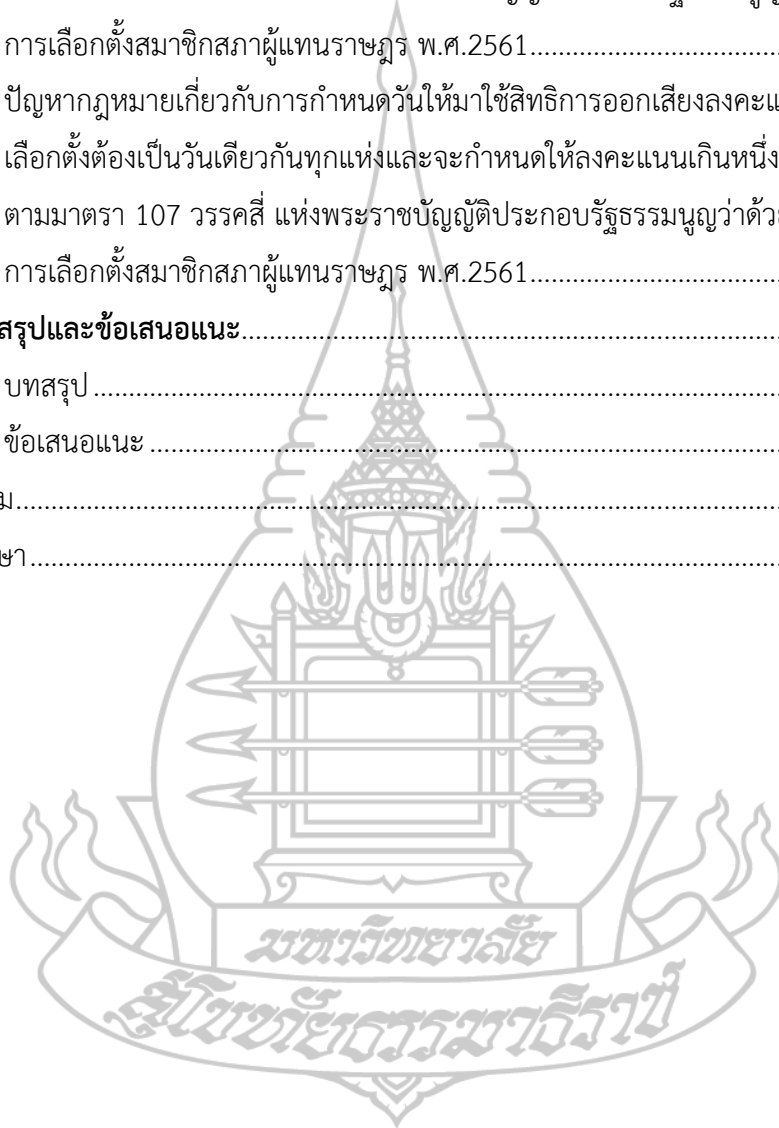 การเลือกตั้งสมาชิกสภาผู้แทนราษฎร พ.ศ.2561
ปัญหากฎหมายเกี่ยวกับการกำหนดวันให้มาใช้สิทธิการออกเสียงลงคะแ
เลือกตั้งต้องเป็นวันเดียวกันทุกแห่งและจะกำหนดให้ลงคะแนนเกินหนึ่ง
ตามมาตรา 107 วรรคสี่ แห่งพระราชบัญญัติประกอบรัฐธรรมนูญว่าด้วย
การเลือกตั้งสมาชิกสภาผู้แทนราษฎร พ.ศ.2561
สรุปและข้อเสนอแนะ
บทสรุป
ข้อเสนอแนะ
ม
ษา
มหาวิทยาลัย
สุโขทัยธรรมาธิราช